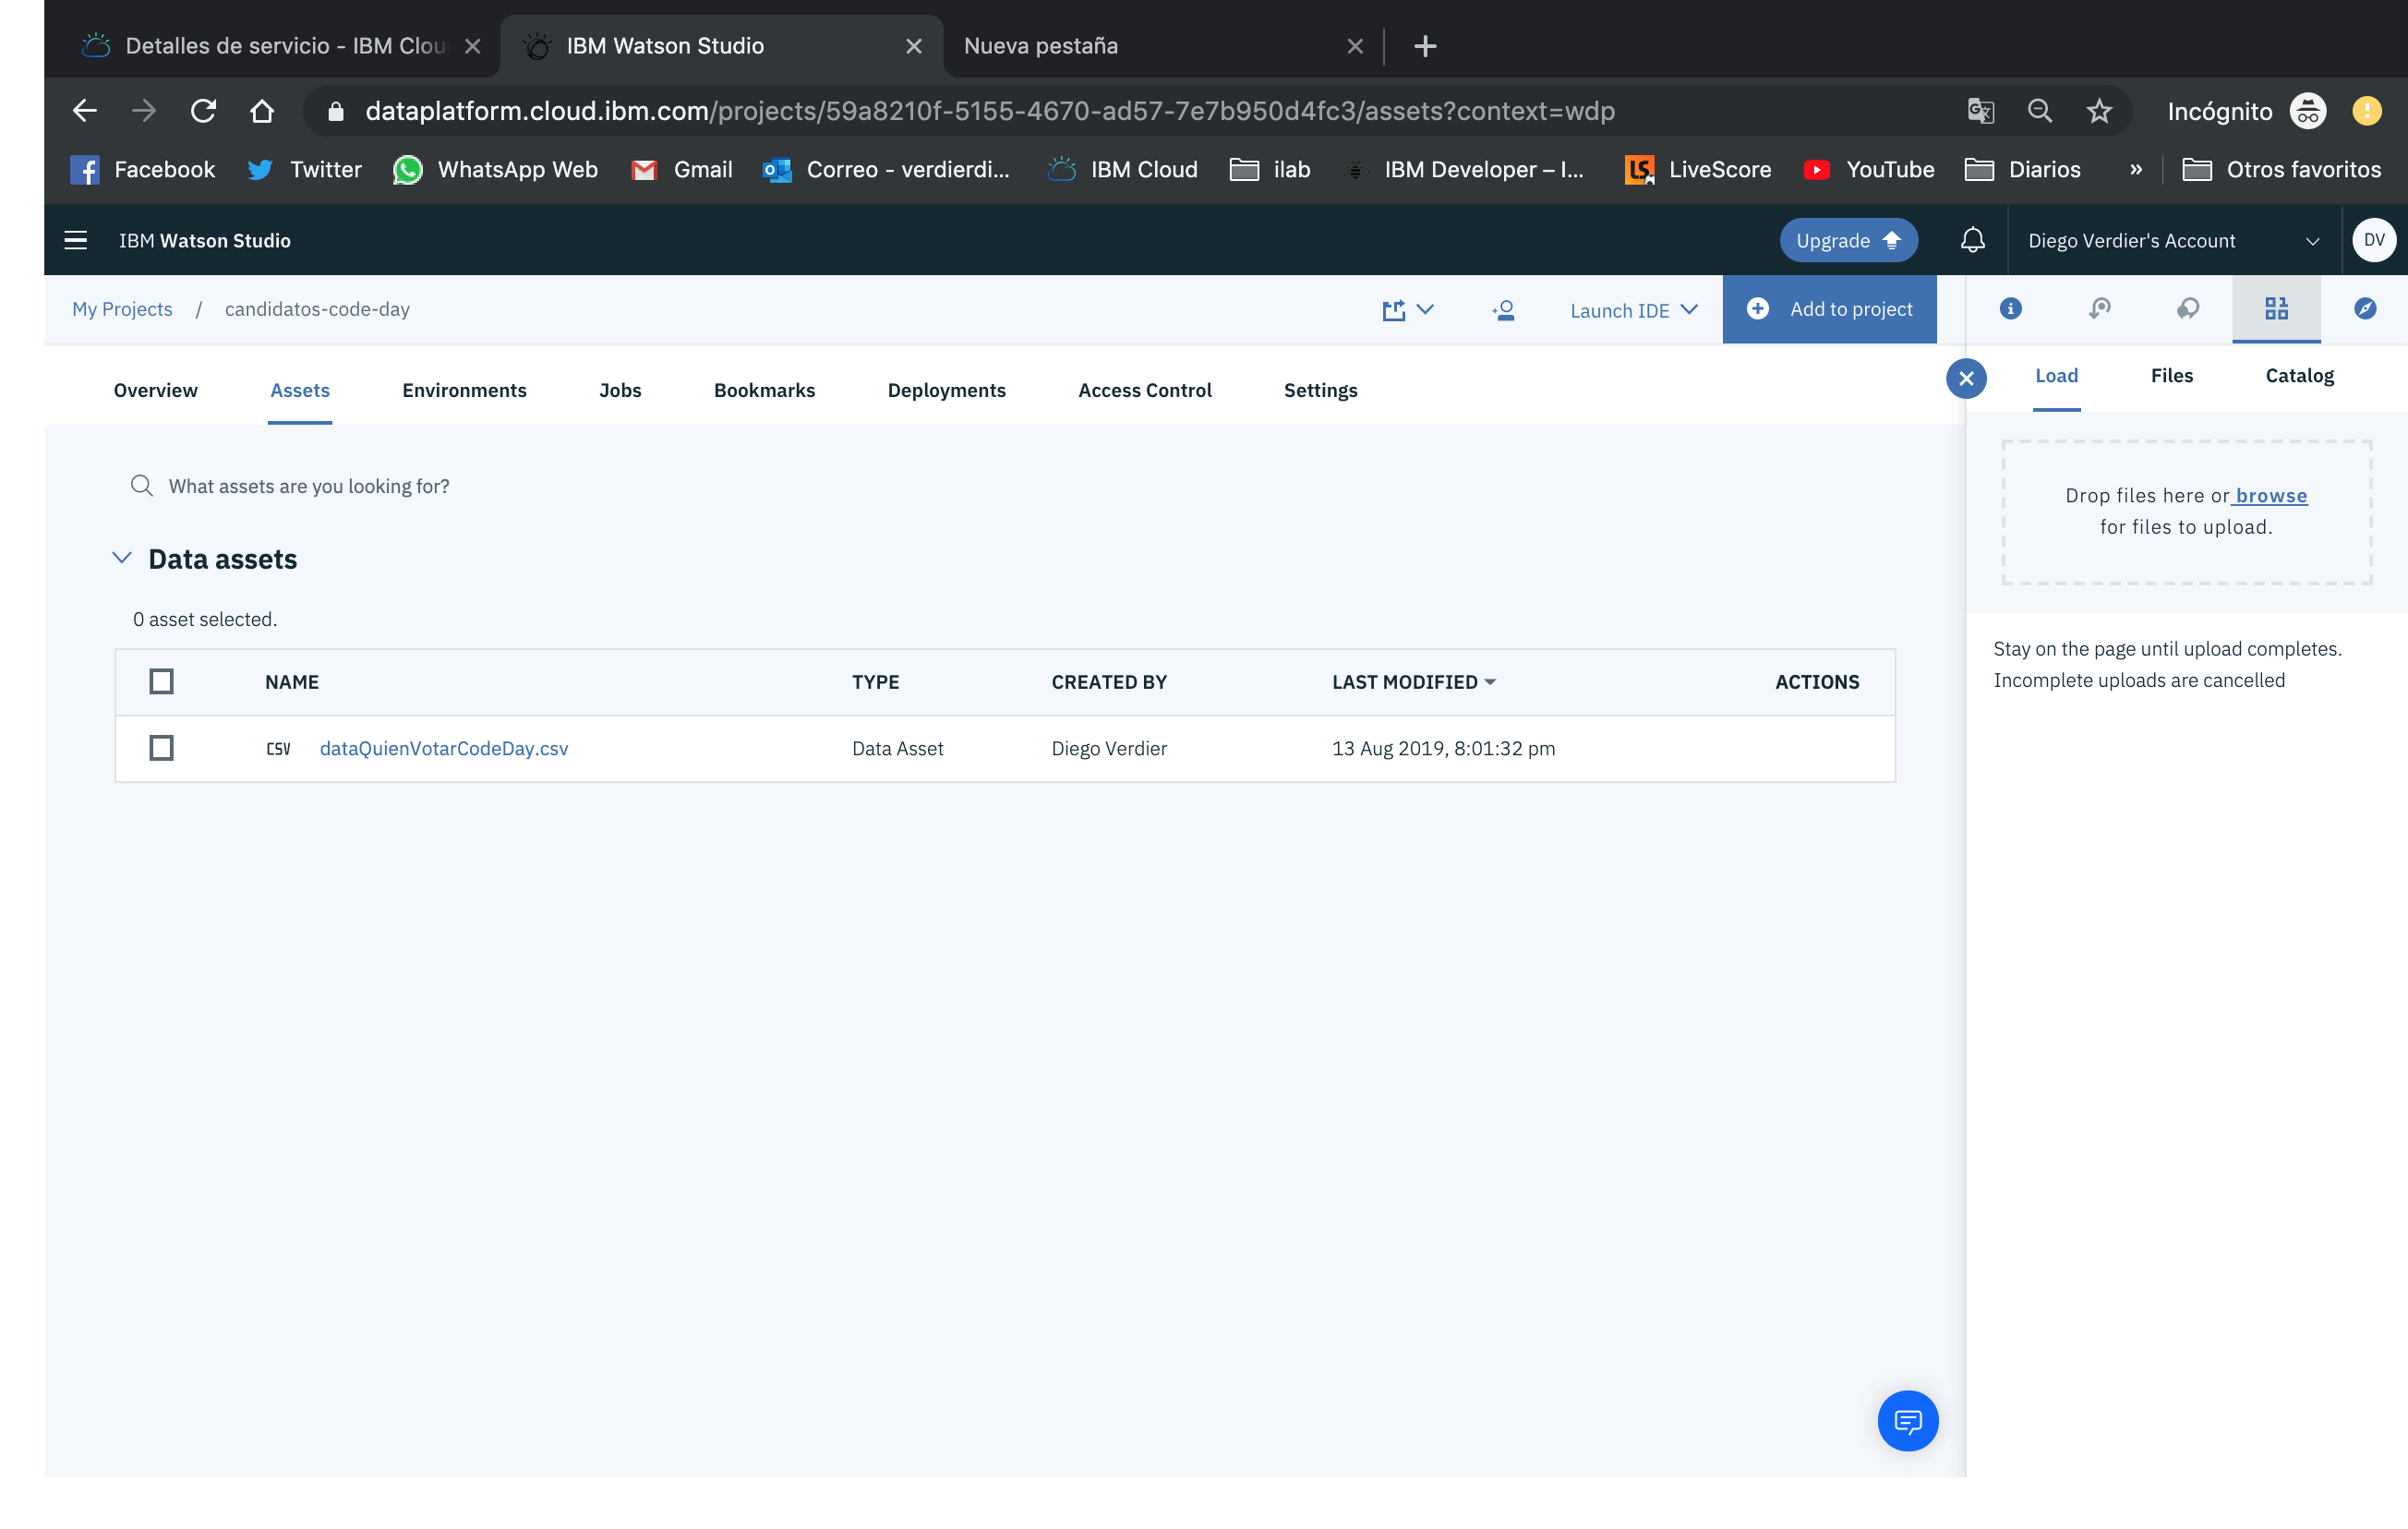 Detalles de servicio - IBM Clou
IBM Watson Studio
Nueva pestaña
dataplatform.cloud.ibm.com/projects/59a8210f-5155-4670-ad57-7e7b950d4fc3/assets?context=wdp
Incógnito
Facebook
Twitter
WhatsApp Web
Gmail
Correo - verdierdi...
IBM Cloud
ilab
IBM Developer – I...
LS
LiveScore
YouTube
Diarios
»
Otros favoritos
IBM Watson Studio
Upgrade
Diego Verdier's Account
DV
My Projects / candidatos-code-day
Launch IDE
Add to project
Overview
Assets
Environments
Jobs
Bookmarks
Deployments
Access Control
Settings
Load
Files
Catalog
What assets are you looking for?
Drop files here or browse
for files to upload.
Data assets
0 asset selected.
Stay on the page until upload completes.
Incomplete uploads are cancelled
NAME TYPE CREATED BY LAST MODIFIED ACTIONS
CSV dataQuienVotarCodeDay.csv Data Asset Diego Verdier 13 Aug 2019, 8:01:32 pm